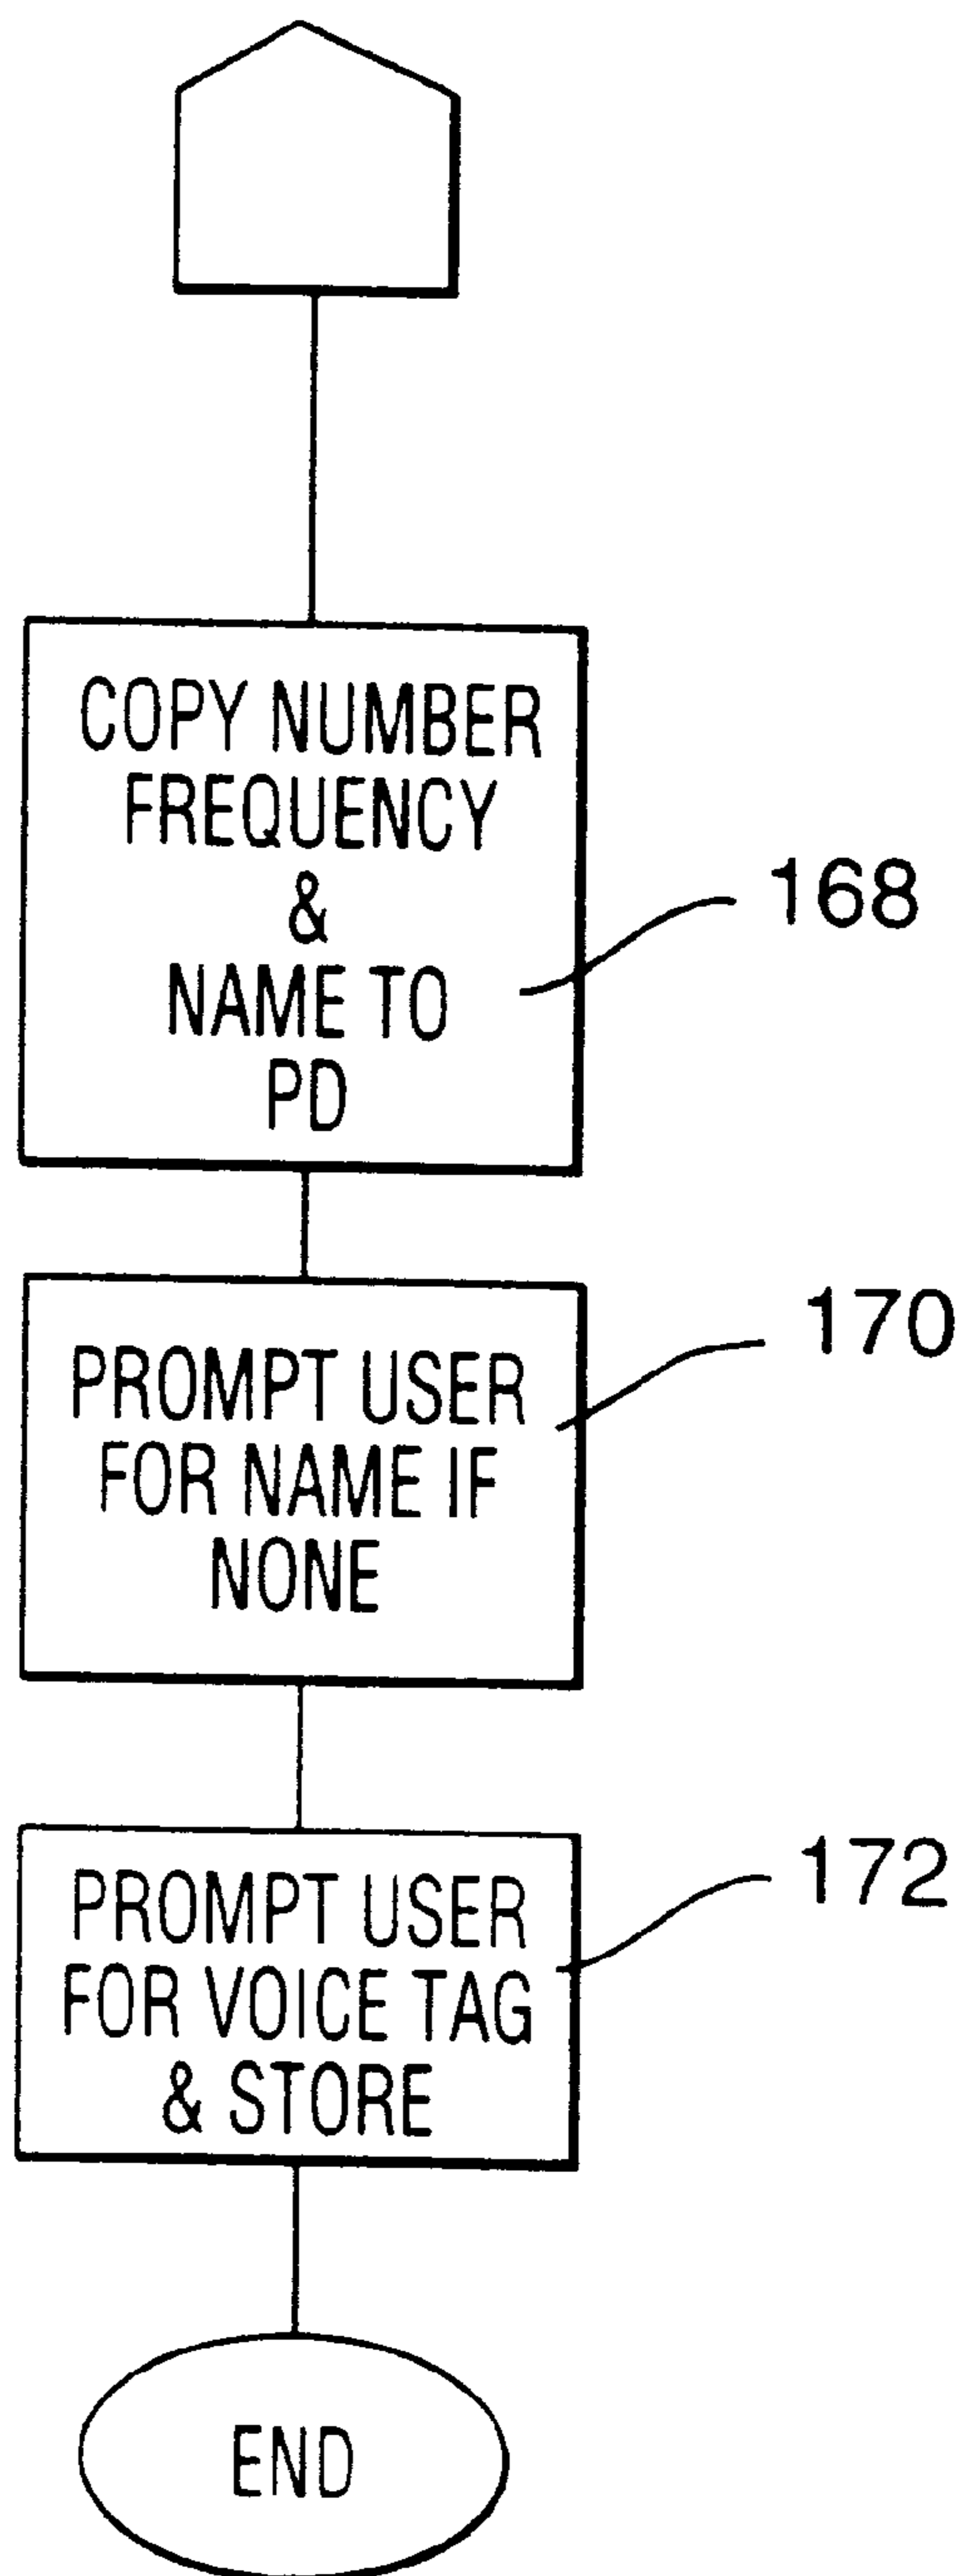 COPY NUMBER
FREQUENCY
&
NAME TO
PD
168
PROMPT USER
FOR NAME IF
NONE
170
PROMPT USER
FOR VOICE TAG
& STORE
172
END